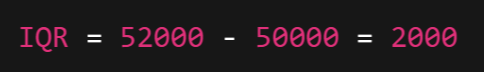 IQR = 52000 - 50000 = 2000